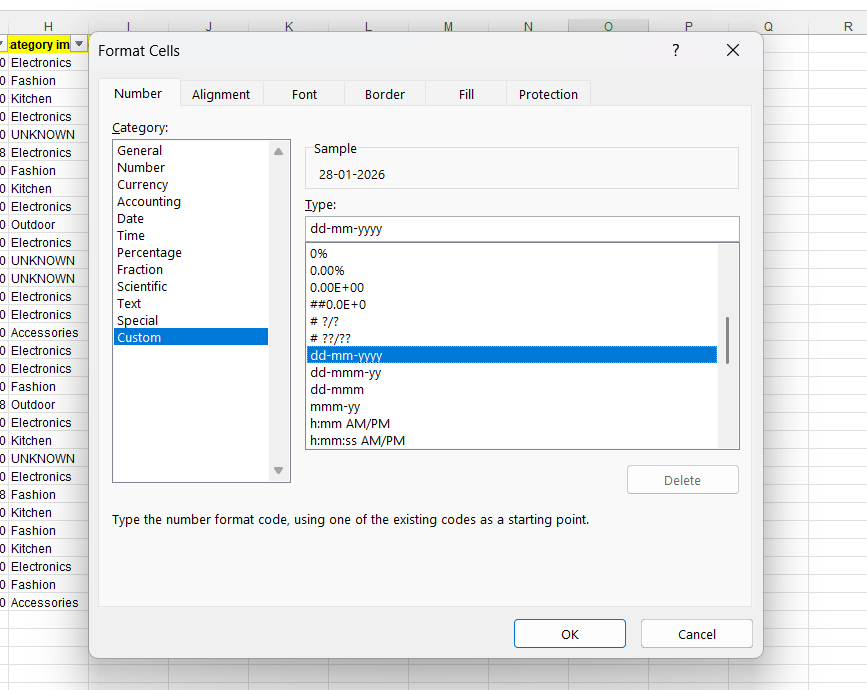 H I J K L M N O P Q R
ategory im
0 Electronics
0 Fashion
0 Kitchen
0 Electronics
0 UNKNOWN
8 Electronics
0 Fashion
0 Kitchen
0 Electronics
0 Outdoor
0 Electronics
0 UNKNOWN
0 UNKNOWN
0 Electronics
0 Electronics
0 Accessories
0 Electronics
0 Electronics
0 Fashion
8 Outdoor
0 Electronics
0 Kitchen
0 UNKNOWN
0 Electronics
8 Fashion
0 Kitchen
0 Fashion
0 Kitchen
0 Electronics
0 Fashion
0 Accessories
Format Cells ?
Number Alignment Font Border Fill Protection
Category:
General
Number
Currency
Accounting
Date
Time
Percentage
Fraction
Scientific
Text
Special
Custom
Sample
28-01-2026
Type:
dd-mm-yyyy
0%
0.00%
0.00E+00
##0.0E+0
# ?/?
# ??/??
dd-mm-yyyy
dd-mmm-yy
dd-mmm
mmm-yy
h:mm AM/PM
h:mm:ss AM/PM
Delete
Type the number format code, using one of the existing codes as a starting point.
OK Cancel